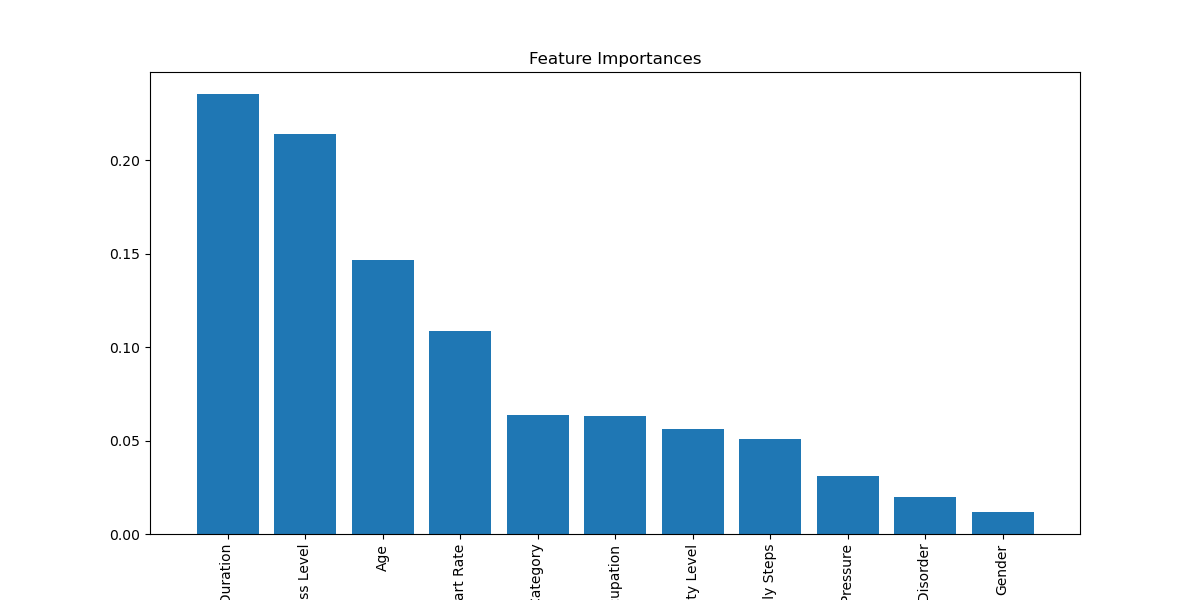 Feature Importances
0.20
0.15
0.10
0.05
0.00
Duration
ss Level
Age
art Rate
ategory
upation
ty Level
ly Steps
Pressure
Disorder
Gender